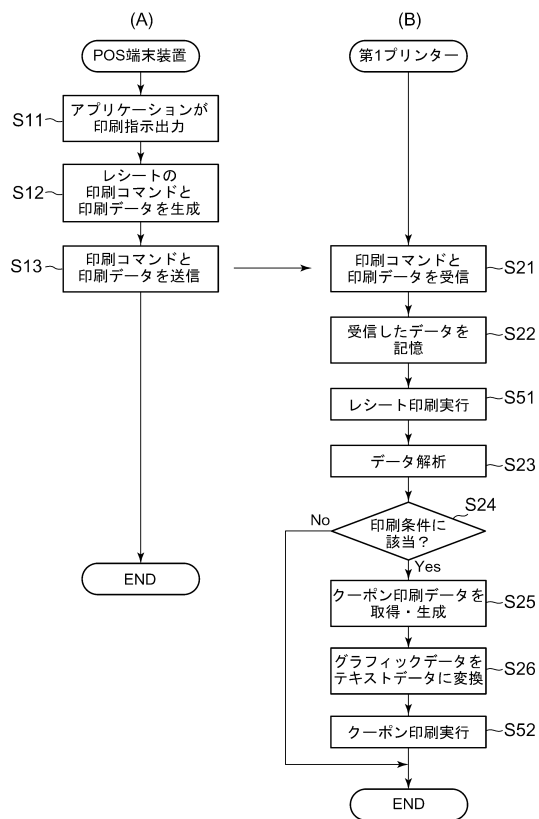 (A)
POS端末装置
S11
アプリケーションが
印刷指示出力
S12
レシートの
印刷コマンドと
印刷データを生成
S13
印刷コマンドと
印刷データを送信
END
(B)
第1プリンター
印刷コマンドと
印刷データを受信
S21
受信したデータを
記憶
S22
レシート印刷実行
S51
データ解析
S23
印刷条件に
該当？
S24
No
Yes
クーポン印刷データを
取得・生成
S25
グラフィックデータを
テキストデータに変換
S26
クーポン印刷実行
S52
END